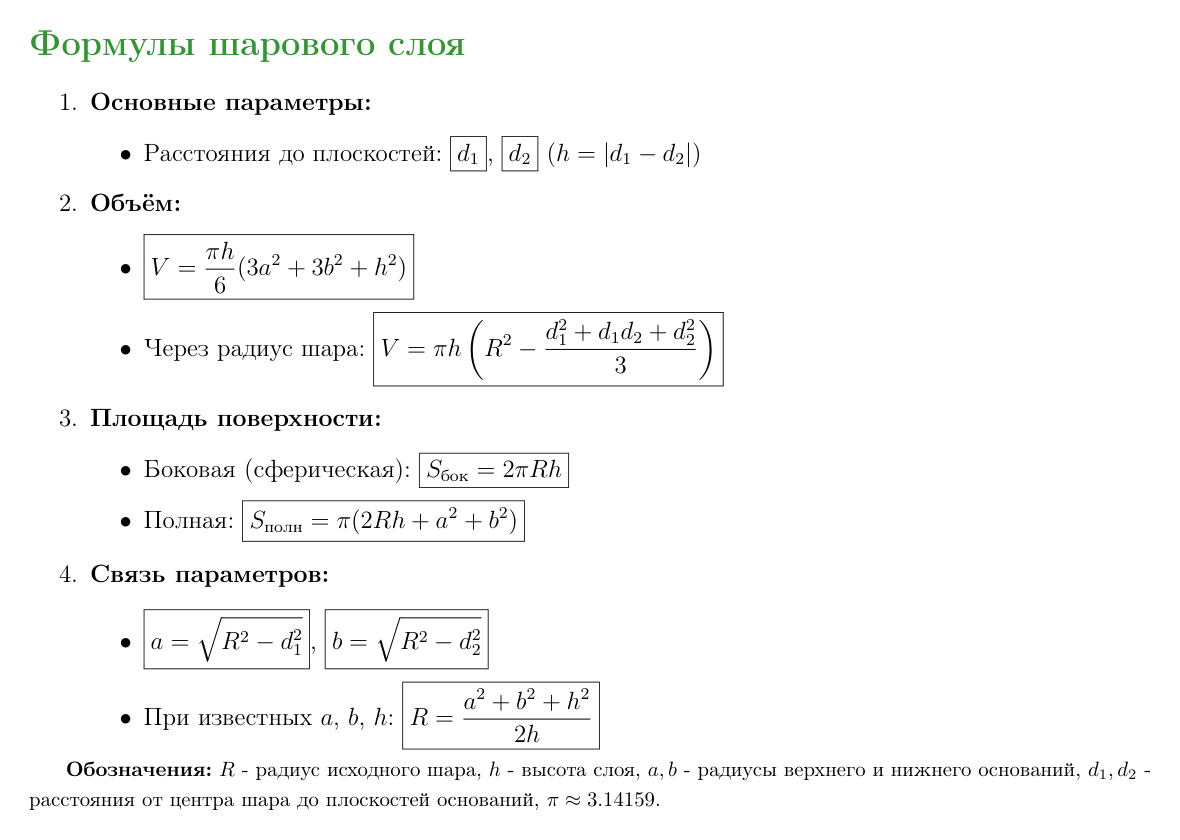 Формулы шарового слоя
1. Основные параметры:
• Расстояния до плоскостей: $d_1$, $d_2$ ($h = |d_1 - d_2|$)
2. Объём:
• $V = \frac{\pi h}{6}(3a^2 + 3b^2 + h^2)$
• Через радиус шара: $V = \pi h \left( R^2 - \frac{d_1^2 + d_1 d_2 + d_2^2}{3} \right)$
3. Площадь поверхности:
• Боковая (сферическая): $S_{\text{бок}} = 2\pi Rh$
• Полная: $S_{\text{полн}} = \pi(2Rh + a^2 + b^2)$
4. Связь параметров:
• $a = \sqrt{R^2 - d_1^2}$, $b = \sqrt{R^2 - d_2^2}$
• При известных $a$, $b$, $h$: $R = \frac{a^2 + b^2 + h^2}{2h}$
Обозначения: $R$ - радиус исходного шара, $h$ - высота слоя, $a, b$ - радиусы верхнего и нижнего оснований, $d_1, d_2$ -
расстояния от центра шара до плоскостей оснований, $\pi \approx 3.14159$.